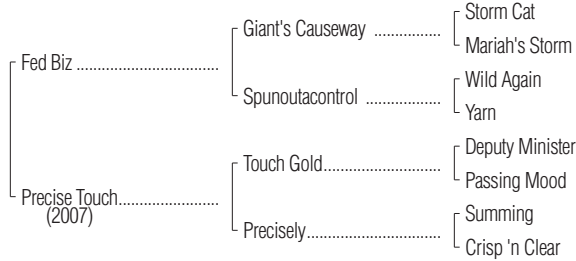 Storm Cat
Giant's Causeway ................
Mariah's Storm
Fed Biz ...................................
Wild Again
Spunoutacontrol ..................
Yarn
Deputy Minister
Touch Gold.............................
Passing Mood
Precise Touch.........................
(2007)
Summing
Precisely.................................
Crisp 'n Clear